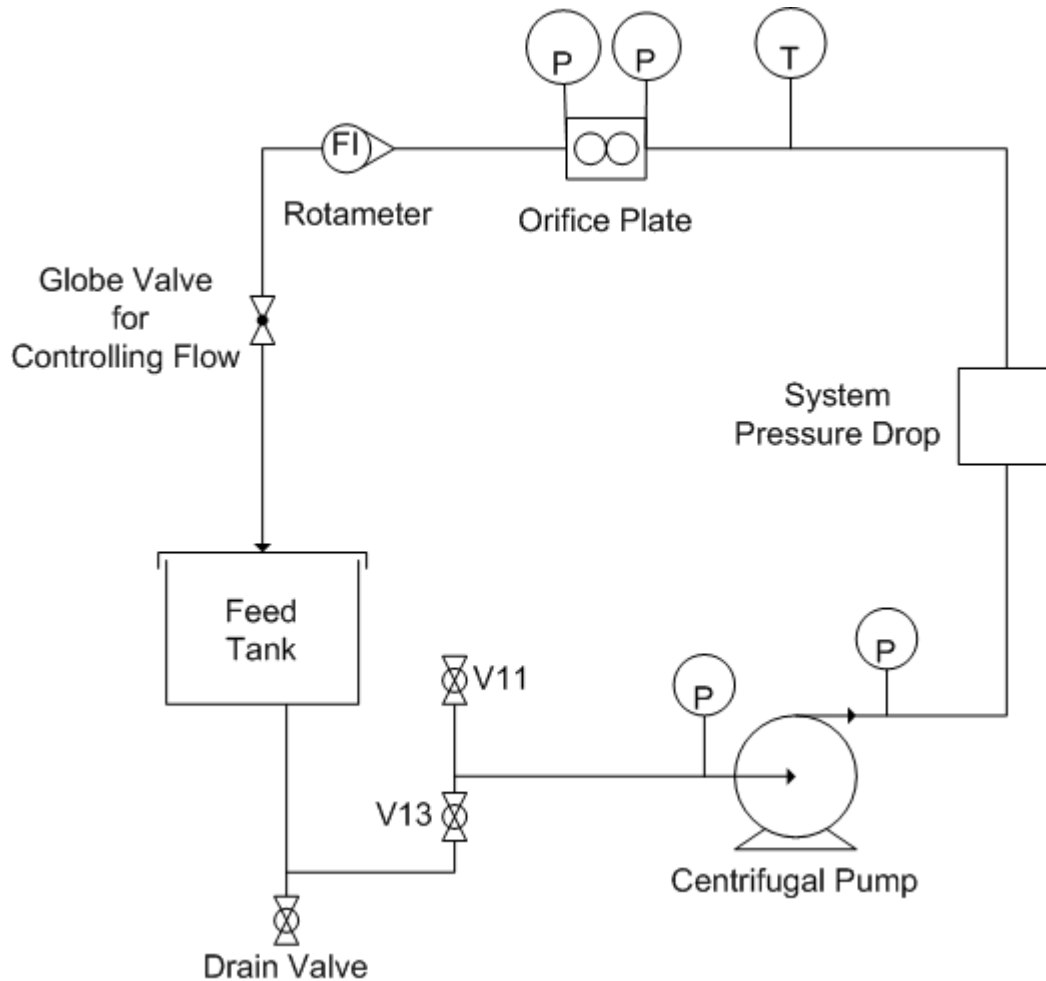 P
P
T
FI
Rotameter
Orifice Plate
Globe Valve
for
Controlling Flow
System
Pressure Drop
Feed
Tank
V11
P
P
V13
Centrifugal Pump
Drain Valve